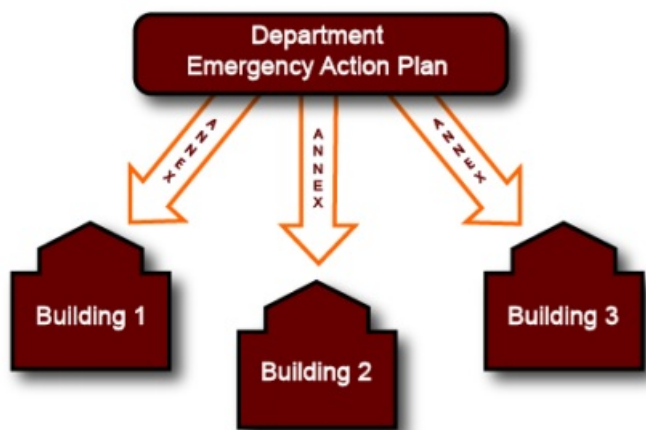 Department
Emergency Action Plan
ANNEX
ANNEX
ANNEX
Building 1
Building 2
Building 3